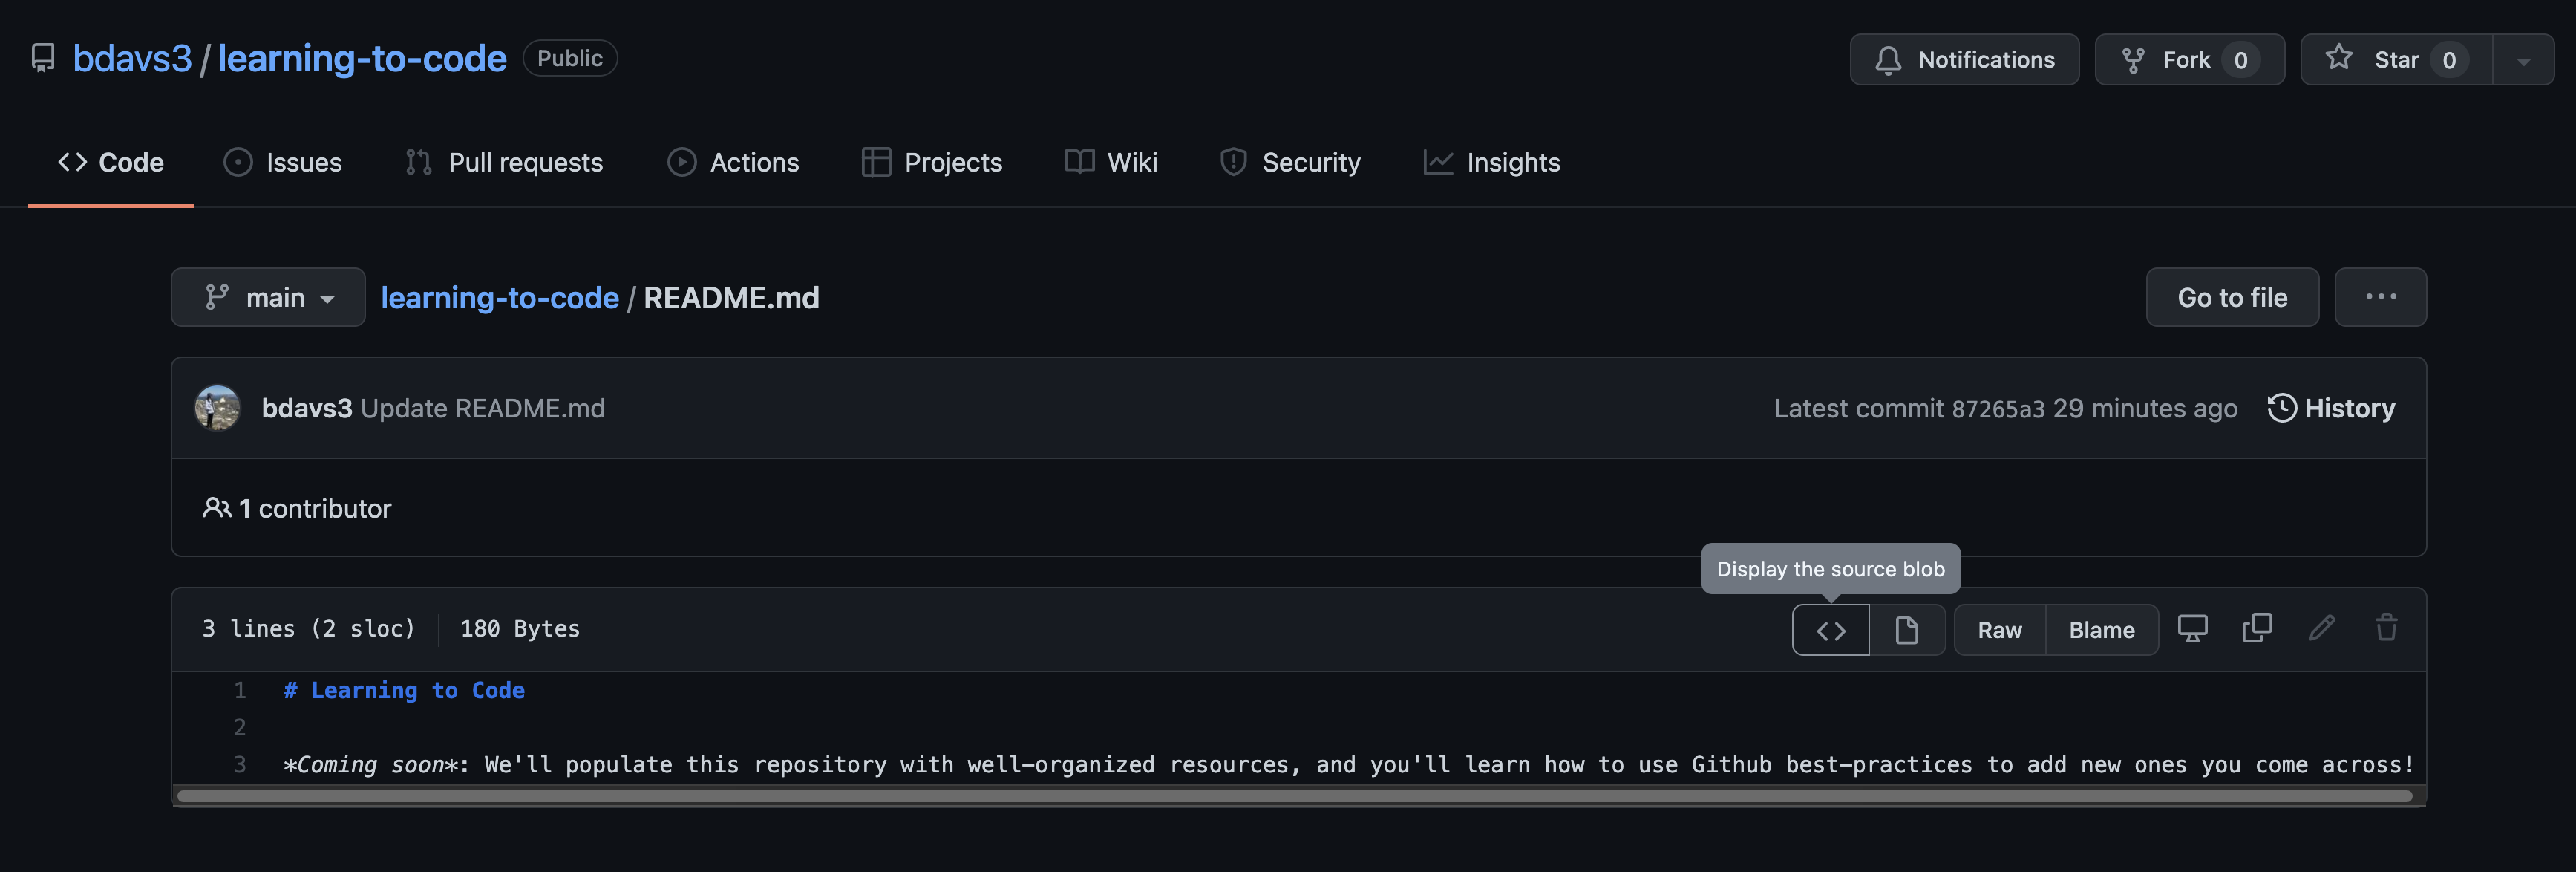 bdavs3 / learning-to-code Public Notifications Fork 0 Star 0
Code Issues Pull requests Actions Projects Wiki Security Insights
main learning-to-code / README.md Go to file ...
bdavs3 Update README.md Latest commit 87265a3 29 minutes ago History
1 contributor
Display the source blob
3 lines (2 sloc) 180 Bytes <> Raw Blame
1 # Learning to Code
2
3 *Coming soon*: We'll populate this repository with well-organized resources, and you'll learn how to use Github best-practices to add new ones you come across!